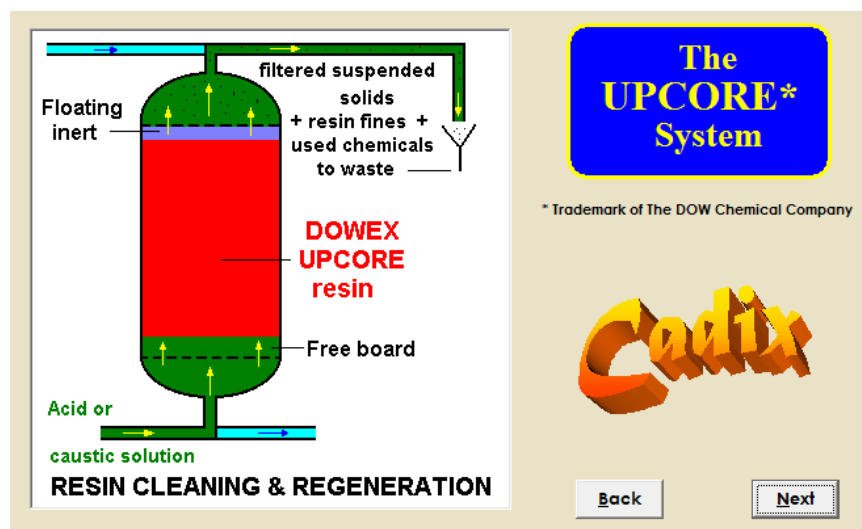 Floating
inert
filtered suspended
solids
+ resin fines +
used chemicals
to waste
DOWEX
UPCORE
resin
Free board
Acid or
caustic solution
RESIN CLEANING & REGENERATION
The
UPCORE*
System
* Trademark of The DOW Chemical Company
Cadix
Back
Next